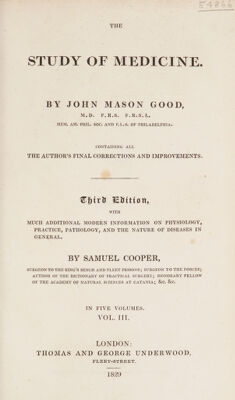 54866
THE
STUDY OF MEDICINE.
BY JOHN MASON GOOD,
M.D. F.R.S. F.R.S.L.
MEM. AM. PHIL. SOC. AND F.L.S. OF PHILADELPHIA.
CONTAINING ALL
THE AUTHOR'S FINAL CORRECTIONS AND IMPROVEMENTS.
Third Edition,
WITH
MUCH ADDITIONAL MODERN INFORMATION ON PHYSIOLOGY,
PRACTICE, PATHOLOGY, AND THE NATURE OF DISEASES IN
GENERAL.
BY SAMUEL COOPER,
SURGEON TO THE KING'S BENCH AND FLEET PRISONS; SURGEON TO THE FORCES;
AUTHOR OF THE DICTIONARY OF PRACTICAL SURGERY; HONORARY FELLOW
OF THE ACADEMY OF NATURAL SCIENCES AT CATANIA; &c. &c.
IN FIVE VOLUMES.
VOL. III.
LONDON:
THOMAS AND GEORGE UNDERWOOD,
FLEET-STREET.
1829